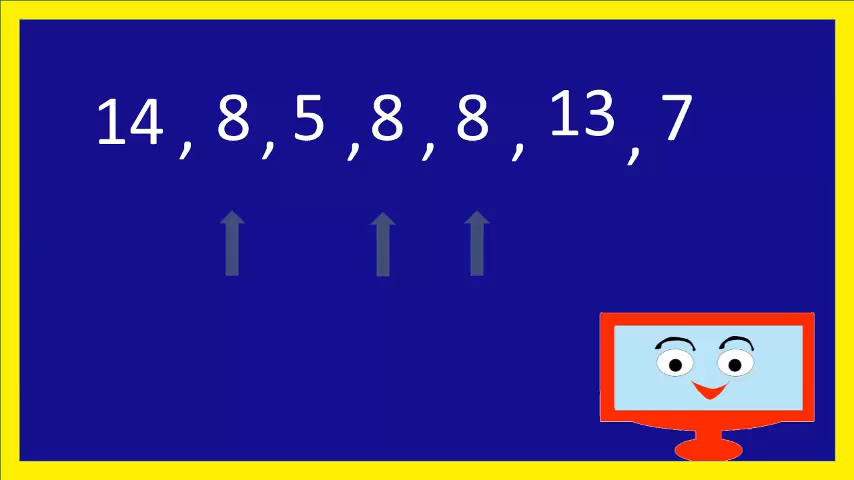 14 , 8 , 5 , 8 , 8 , 13 , 7